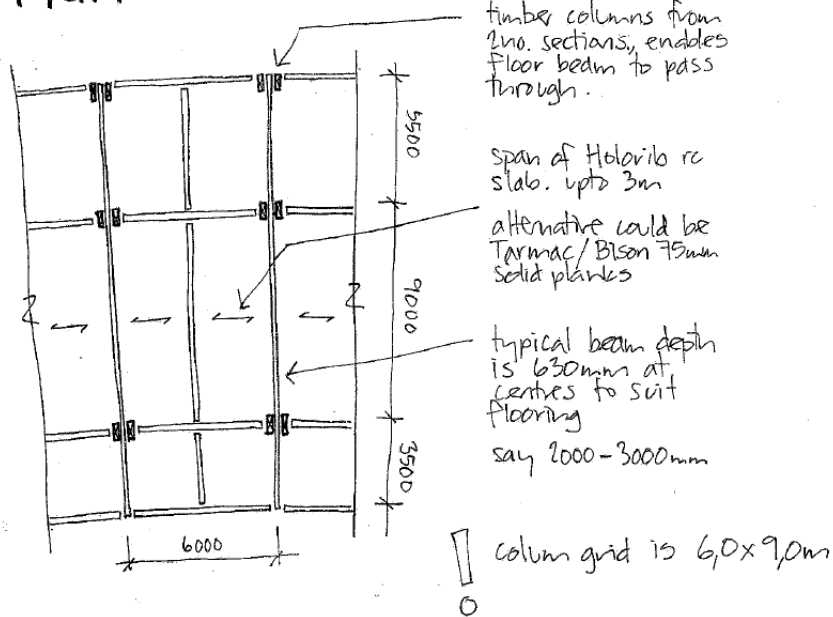 Plan
timber columns from
2no. sections, enables
floor beam to pass
through.
span of Holorib rc
slab. upto 3m
alternative could be
Tarmac/Bison 75mm
solid planks
typical beam depth
is 630mm at
centres to suit
flooring
say 2000-3000mm
5500
9000
3500
6000
! colum grid is 6,0x9,0m